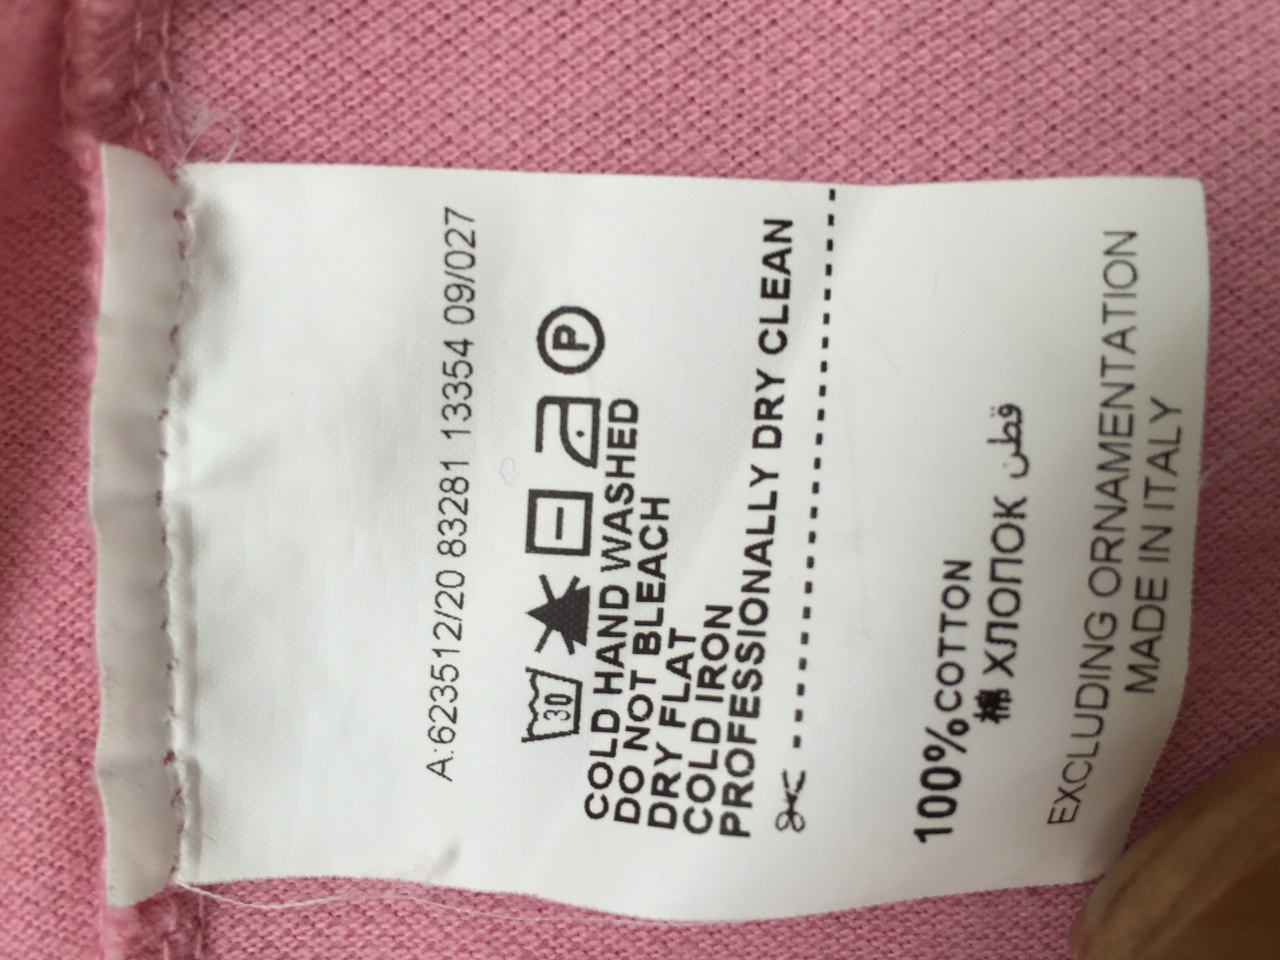 A:623512/20 83281 13354 09/027
30 P
COLD HAND WASHED
DO NOT BLEACH
DRY FLAT
COLD IRON
PROFESSIONALLY DRY CLEAN
100%COTTON
棉 ХЛОПОК قطن
EXCLUDING ORNAMENTATION
MADE IN ITALY